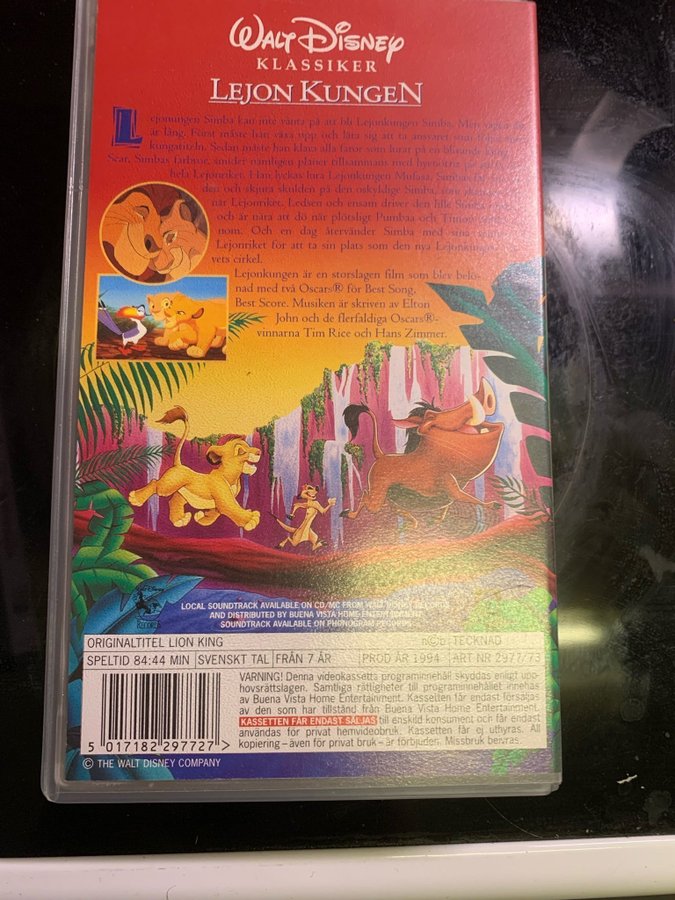 WALT DISNEY
KLASSIKER
LEJON KUNGEN
Lejonungen Simba kan inte vänta på att bli Lejonkungen Simba. Men vägen dit
är lång. Först måste han växa upp och lära sig att ta ansvaret som
kungatiteln. Sedan måste han klara alla faror som lurar på en blivande kung.
Scar, Simbas farbror, smider nämligen planer tillsammans med hyenorna
hela lejonriket. Han lyckas lura Lejonkungen Mufasa, Simbas far
den och skjuta skulden på den oskyldige Simba, som
när Lejonriket. Ledsen och ensam driver den lille Simba
och är nära att dö när plötsligt Pumbaa och Timon
nom. Och en dag återvänder Simba med sina
Lejonriket för att ta sin plats som den nya Lejonkungen
vets cirkel.
Lejonkungen är en storslagen film som blev belö-
nad med två Oscars® för Best Song,
Best Score. Musiken är skriven av Elton
John och de flerfaldiga Oscars®-
vinnarna Tim Rice och Hans Zimmer.
Walt Disney
RECORDS
LOCAL SOUNDTRACK AVAILABLE ON CD/MC FROM WALT DISNEY RECORDS
AND DISTRIBUTED BY BUENA VISTA HOME ENTERTAINMENT
SOUNDTRACK AVAILABLE ON PHONOGRAM RECORDS
ORIGINALTITEL LION KING TECKNAD
SPELTID 84:44 MIN SVENSKT TAL FRÅN 7 ÅR PROD ÅR 1994 ART NR 2977/73
VARNING! Denna videokassetts programinnehåll skyddas enligt upp-
hovsrättslagen. Samtliga rättigheter till programinnehållet innehas
av Buena Vista Home Entertainment. Kassetten får endast försäljas
av den som har tillstånd från Buena Vista Home Entertainment.
KASSETTEN FÅR ENDAST SÄLJAS till enskild konsument och får endast
användas för privat hemvideobruk. Kassetten får ej uthyras. All
kopiering – även för privat bruk – är förbjuden. Missbruk beivras.
5 017182 297727 >
© THE WALT DISNEY COMPANY